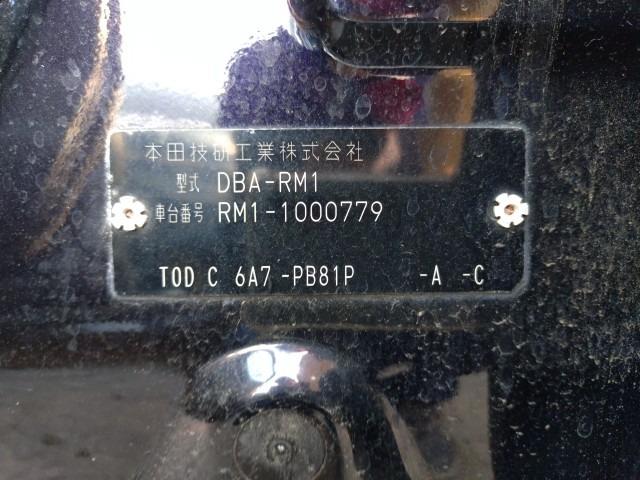 本田技研工業株式会社
型式 DBA-RM1
車台番号 RM1-1000779
TOD C 6A7 -PB81P -A -C